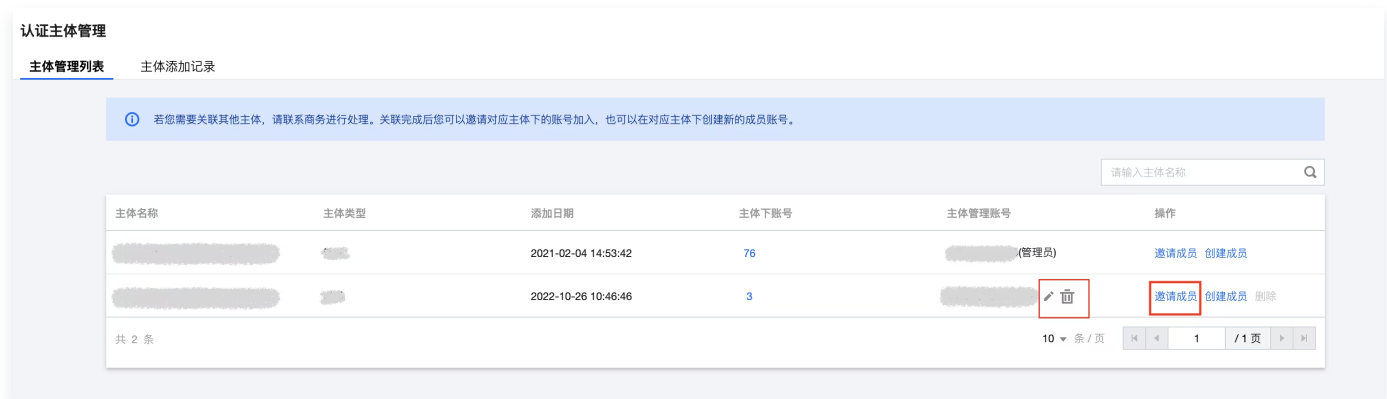 认证主体管理
主体管理列表 主体添加记录
若您需要关联其他主体，请联系商务进行处理。关联完成后您可以邀请对应主体下的账号加入，也可以在对应主体下创建新的成员账号。
请输入主体名称
主体名称 主体类型 添加日期 主体下账号 主体管理账号 操作
2021-02-04 14:53:42 76 (管理员) 邀请成员 创建成员
2022-10-26 10:46:46 3 邀请成员 创建成员 删除
共 2 条 10 条 / 页 1 / 1 页